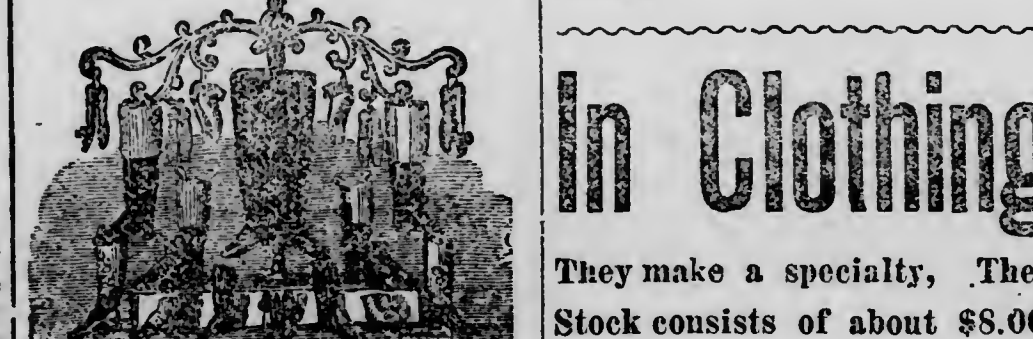 In Clothing
They make a specialty, The
Stock consists of about $8.00